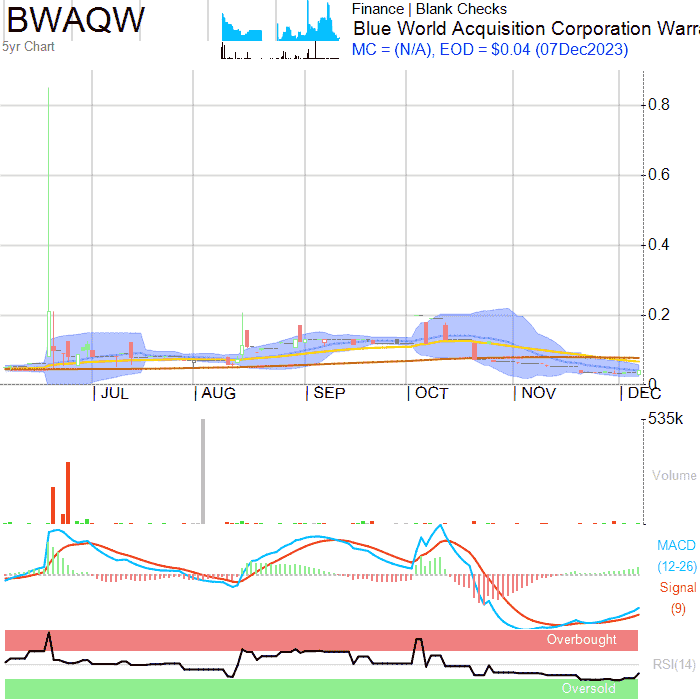 BWAQW
5yr Chart
Finance | Blank Checks
Blue World Acquisition Corporation Warra
MC = (N/A), EOD = $0.04 (07Dec2023)
0.8
0.6
0.4
0.2
0
JUL AUG SEP OCT NOV DEC
535k
Volume
MACD
(12-26)
Signal
(9)
Overbought
RSI(14)
Oversold